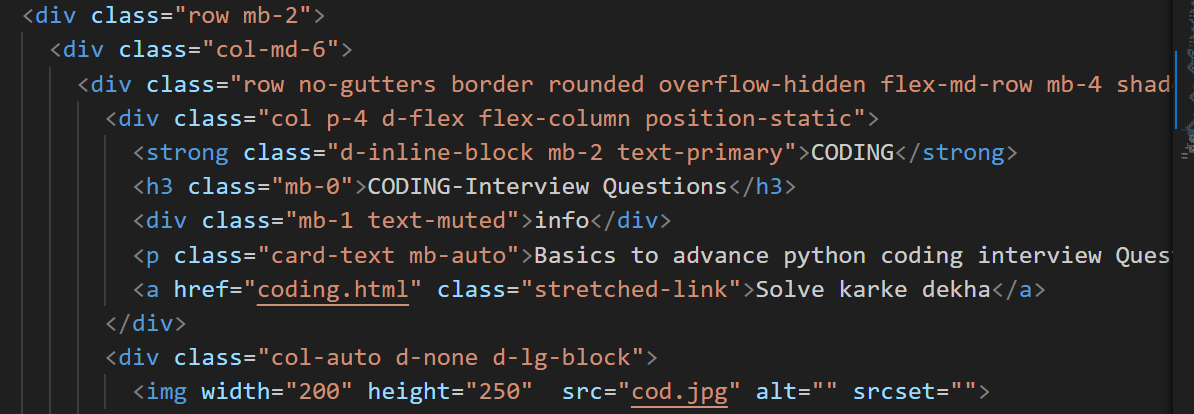 <div class="row mb-2">
<div class="col-md-6">
<div class="row no-gutters border rounded overflow-hidden flex-md-row mb-4 shad
<div class="col p-4 d-flex flex-column position-static">
<strong class="d-inline-block mb-2 text-primary">CODING</strong>
<h3 class="mb-0">CODING-Interview Questions</h3>
<div class="mb-1 text-muted">info</div>
<p class="card-text mb-auto">Basics to advance python coding interview Ques
<a href="coding.html" class="stretched-link">Solve karke dekha</a>
</div>
<div class="col-auto d-none d-lg-block">
<img width="200" height="250"  src="cod.jpg" alt="" srcset="">